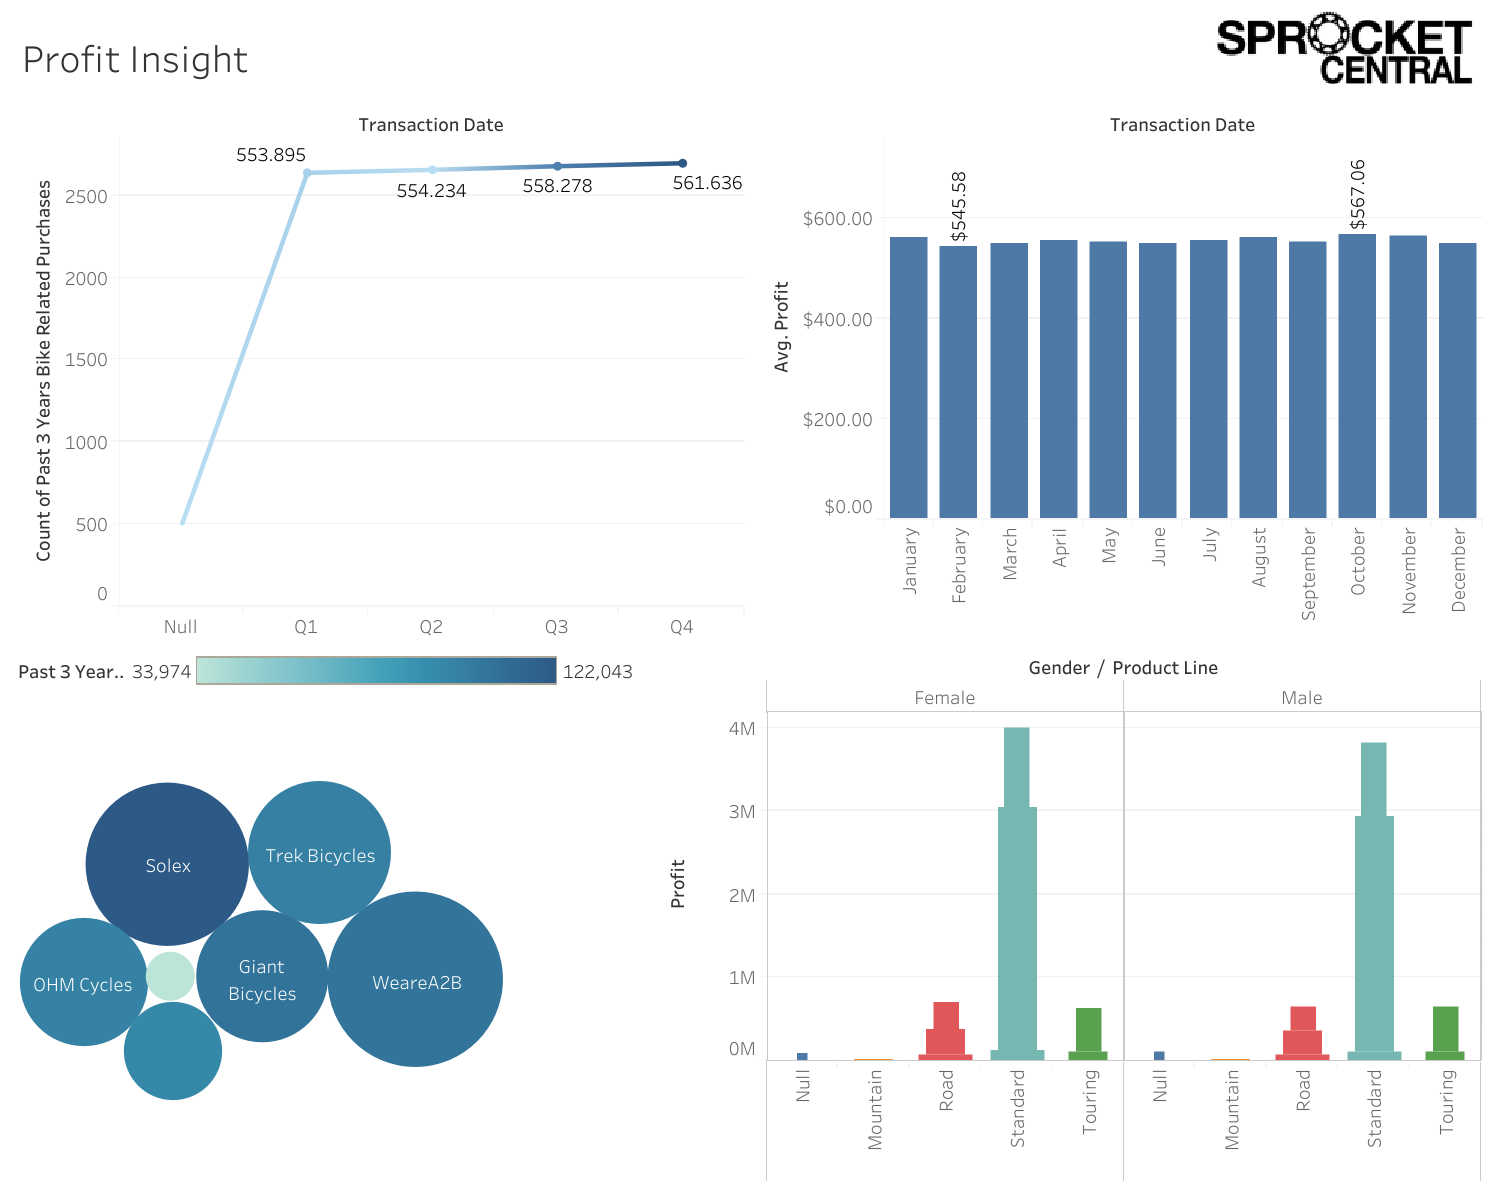 Profit Insight
SPROCKET
CENTRAL
Transaction Date
Count of Past 3 Years Bike Related Purchases
2500
2000
1500
1000
500
0
553.895
554.234
558.278
561.636
Null
Q1
Q2
Q3
Q4
Transaction Date
Avg. Profit
$600.00
$400.00
$200.00
$0.00
$545.58
$567.06
January
February
March
April
May
June
July
August
September
October
November
December
Past 3 Year..
33,974
122,043
Solex
Trek Bicycles
OHM Cycles
Giant
Bicycles
WeareA2B
Gender / Product Line
Female
Male
Profit
4M
3M
2M
1M
0M
Null
Mountain
Road
Standard
Touring
Null
Mountain
Road
Standard
Touring